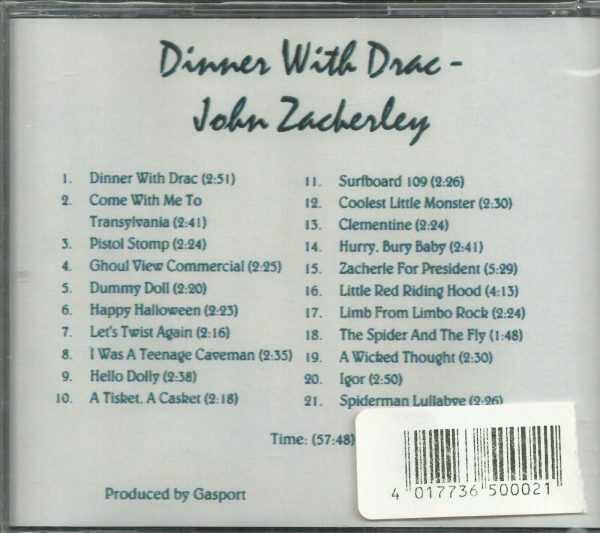 Dinner With Drac -
John Zacherley
1. Dinner With Drac (2:51)
2. Come With Me To
Transylvania (2:41)
3. Pistol Stomp (2:24)
4. Ghoul View Commercial (2:25)
5. Dummy Doll (2:20)
6. Happy Halloween (2:23)
7. Let's Twist Again (2:16)
8. I Was A Teenage Caveman (2:35)
9. Hello Dolly (2:38)
10. A Tisket, A Casket (2:18)
11. Surfboard 109 (2:26)
12. Coolest Little Monster (2:30)
13. Clementine (2:24)
14. Hurry, Bury Baby (2:41)
15. Zacherle For President (5:29)
16. Little Red Riding Hood (4:13)
17. Limb From Limbo Rock (2:24)
18. The Spider And The Fly (1:48)
19. A Wicked Thought (2:30)
20. Igor (2:50)
21. Spiderman Lullabye (2:26)
Time: (57:48)
Produced by Gasport
4 017736 500021